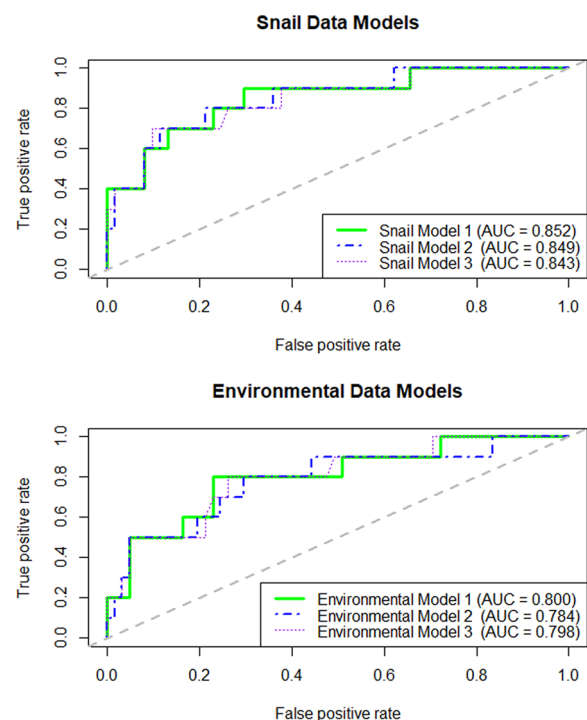 Snail Data Models
True positive rate
1.0
0.8
0.6
0.4
0.2
0.0
Snail Model 1 (AUC = 0.852)
Snail Model 2 (AUC = 0.849)
Snail Model 3 (AUC = 0.843)
0.0 0.2 0.4 0.6 0.8 1.0
False positive rate
Environmental Data Models
True positive rate
1.0
0.8
0.6
0.4
0.2
0.0
Environmental Model 1 (AUC = 0.800)
Environmental Model 2 (AUC = 0.784)
Environmental Model 3 (AUC = 0.798)
0.0 0.2 0.4 0.6 0.8 1.0
False positive rate